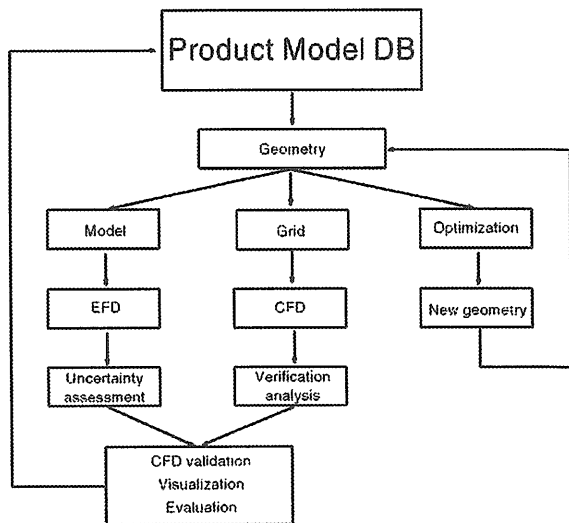 Product Model DB
Geometry
Model
Grid
Optimization
EFD
CFD
New geometry
Uncertainty
assessment
Verification
analysis
CFD validation
Visualization
Evaluation